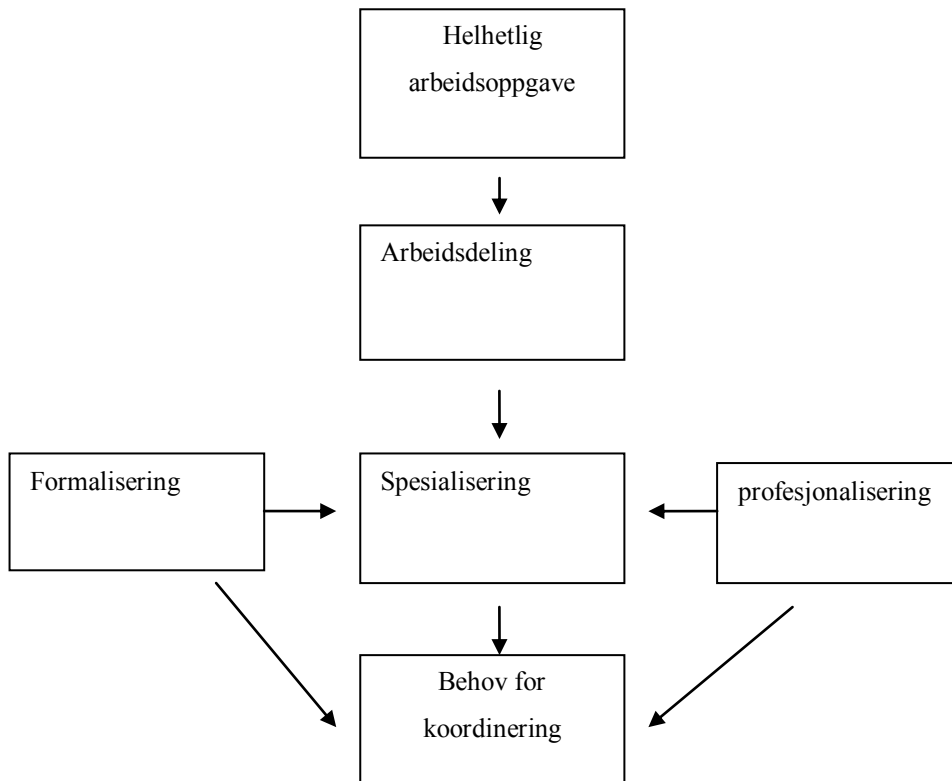 Helhetlig
arbeidsoppgave
Arbeidsdeling
Formalisering
Spesialisering
profesjonalisering
Behov for
koordinering